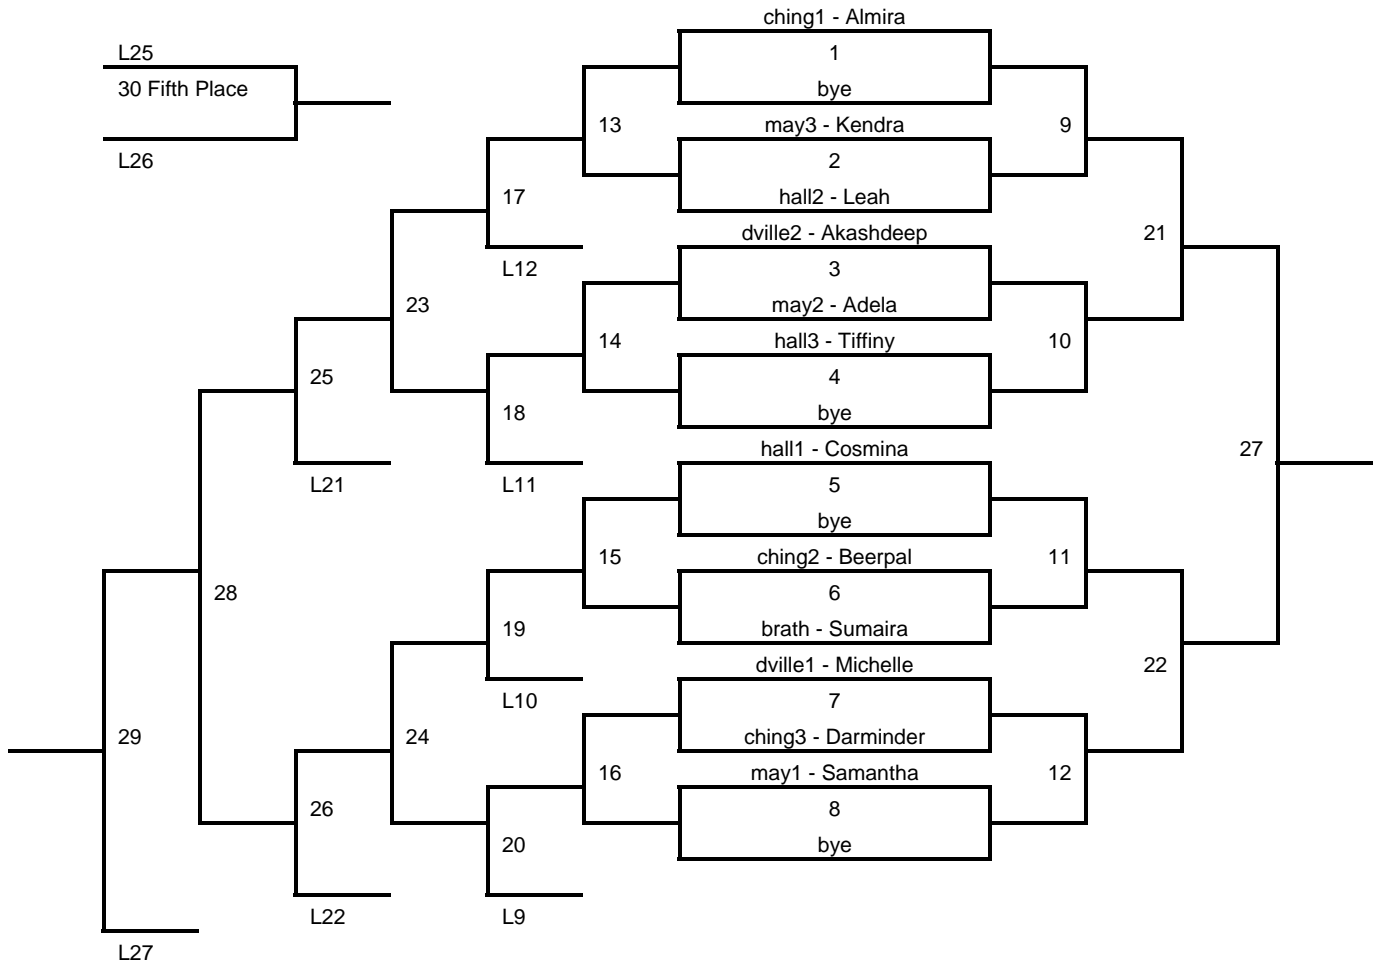 ching1 - Almira
L25
1
30 Fifth Place
bye
13
may3 - Kendra
9
L26
2
17
hall2 - Leah
dville2 - Akashdeep
21
L12
3
23
may2 - Adela
14
hall3 - Tiffiny
10
25
4
18
bye
hall1 - Cosmina
27
L21
L11
5
bye
15
ching2 - Beerpal
11
28
6
19
brath - Sumaira
dville1 - Michelle
22
L10
7
29
24
ching3 - Darminder
16
may1 - Samantha
12
26
8
20
bye
L22
L9
L27